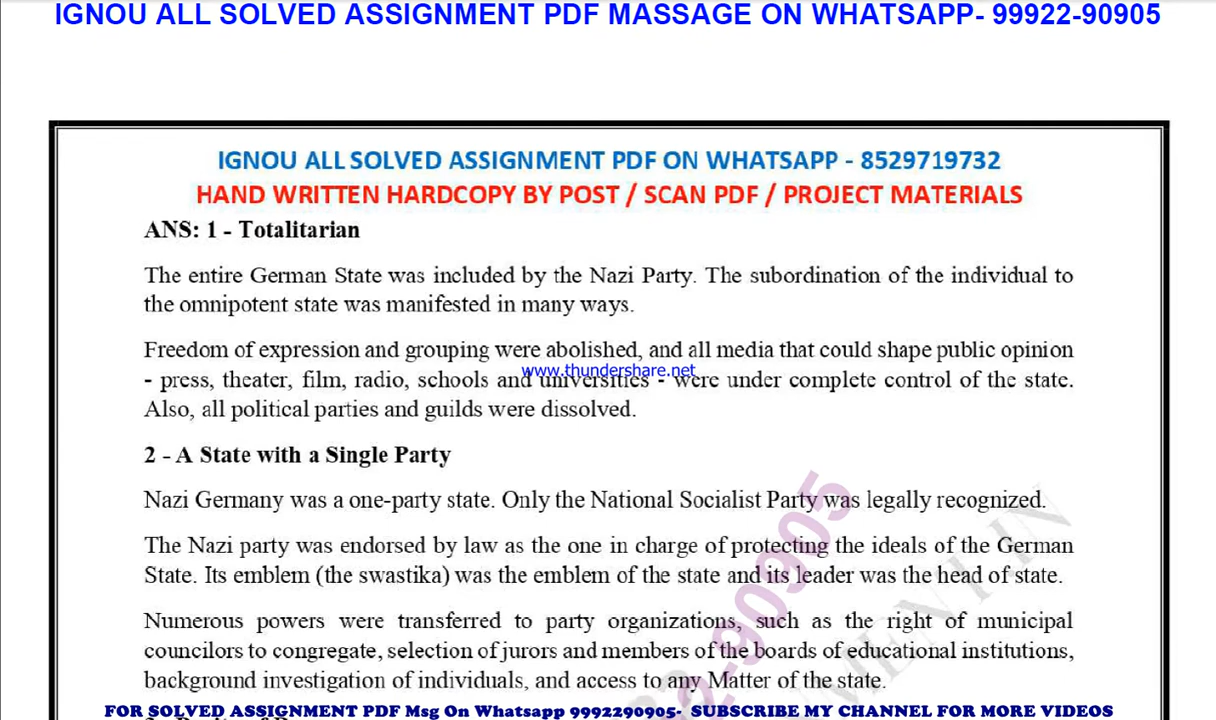 IGNOU ALL SOLVED ASSIGNMENT PDF MASSAGE ON WHATSAPP- 99922-90905
IGNOU ALL SOLVED ASSIGNMENT PDF ON WHATSAPP - 8529719732
HAND WRITTEN HARDCOPY BY POST / SCAN PDF / PROJECT MATERIALS
ANS: 1 - Totalitarian
The entire German State was included by the Nazi Party. The subordination of the individual to
the omnipotent state was manifested in many ways.
Freedom of expression and grouping were abolished, and all media that could shape public opinion
www.thundershare.net
- press, theater, film, radio, schools and universities - were under complete control of the state.
Also, all political parties and guilds were dissolved.
2 - A State with a Single Party
Nazi Germany was a one-party state. Only the National Socialist Party was legally recognized.
The Nazi party was endorsed by law as the one in charge of protecting the ideals of the German
State. Its emblem (the swastika) was the emblem of the state and its leader was the head of state.
Numerous powers were transferred to party organizations, such as the right of municipal
councilors to congregate, selection of jurors and members of the boards of educational institutions,
background investigation of individuals, and access to any Matter of the state.
FOR SOLVED ASSIGNMENT PDF Msg On Whatsapp 9992290905- SUBSCRIBE MY CHANNEL FOR MORE VIDEOS